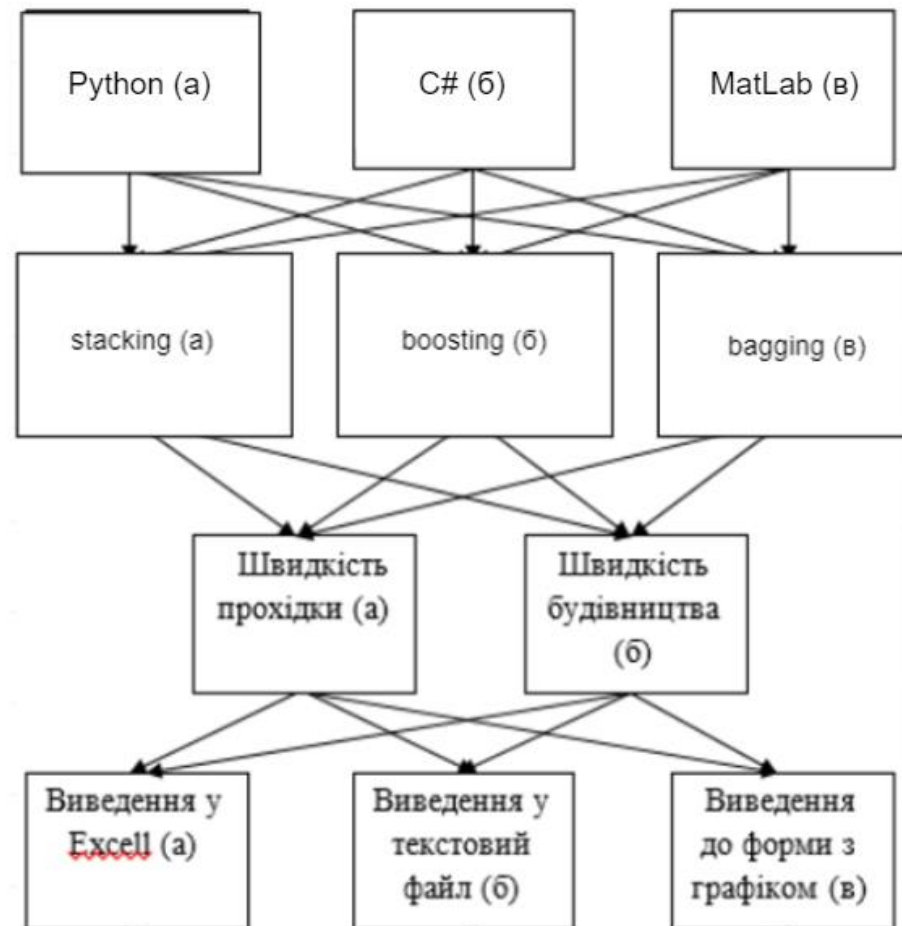 Python (а)
C# (б)
MatLab (в)
stacking (а)
boosting (б)
bagging (в)
Швидкість
прохідки (а)
Швидкість
будівництва
(б)
Виведення у
Excell (а)
Виведення у
текстовий
файл (б)
Виведення
до форми з
графіком (в)